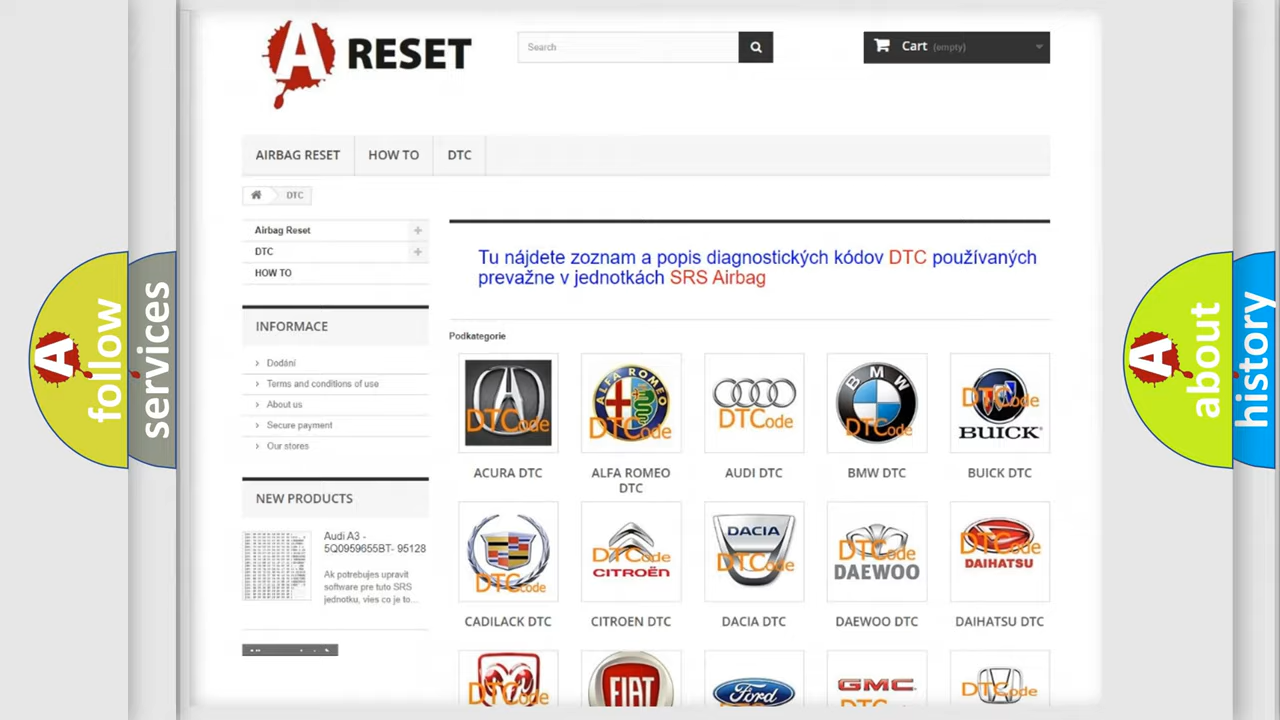 A RESET
Search
Cart (empty)
AIRBAG RESET
HOW TO
DTC
DTC
Airbag Reset
DTC
HOW TO
Tu nájdete zoznam a popis diagnostických kódov DTC používaných
prevažne v jednotkách SRS Airbag
INFORMACE
Dodání
Terms and conditions of use
About us
Secure payment
Our stores
NEW PRODUCTS
Audi A3 -
5Q0959655BT- 95128
Ak potrebujes upravit
software pre tuto SRS
jednotku, vies co je to...
Podkategorie
DTCode
ALFA ROMEO
DTCode
DTCode
BMW
DTCode
DTCode
BUICK
ACURA DTC
ALFA ROMEO
DTC
AUDI DTC
BMW DTC
BUICK DTC
DTCode
DTCode
CITROËN
DACIA
DTCode
DTCode
DAEWOO
DTCode
DAIHATSU
CADILACK DTC
CITROEN DTC
DACIA DTC
DAEWOO DTC
DAIHATSU DTC
DTCode
FIAT
Ford
GMC
DTCode
A follow
services
A about
history